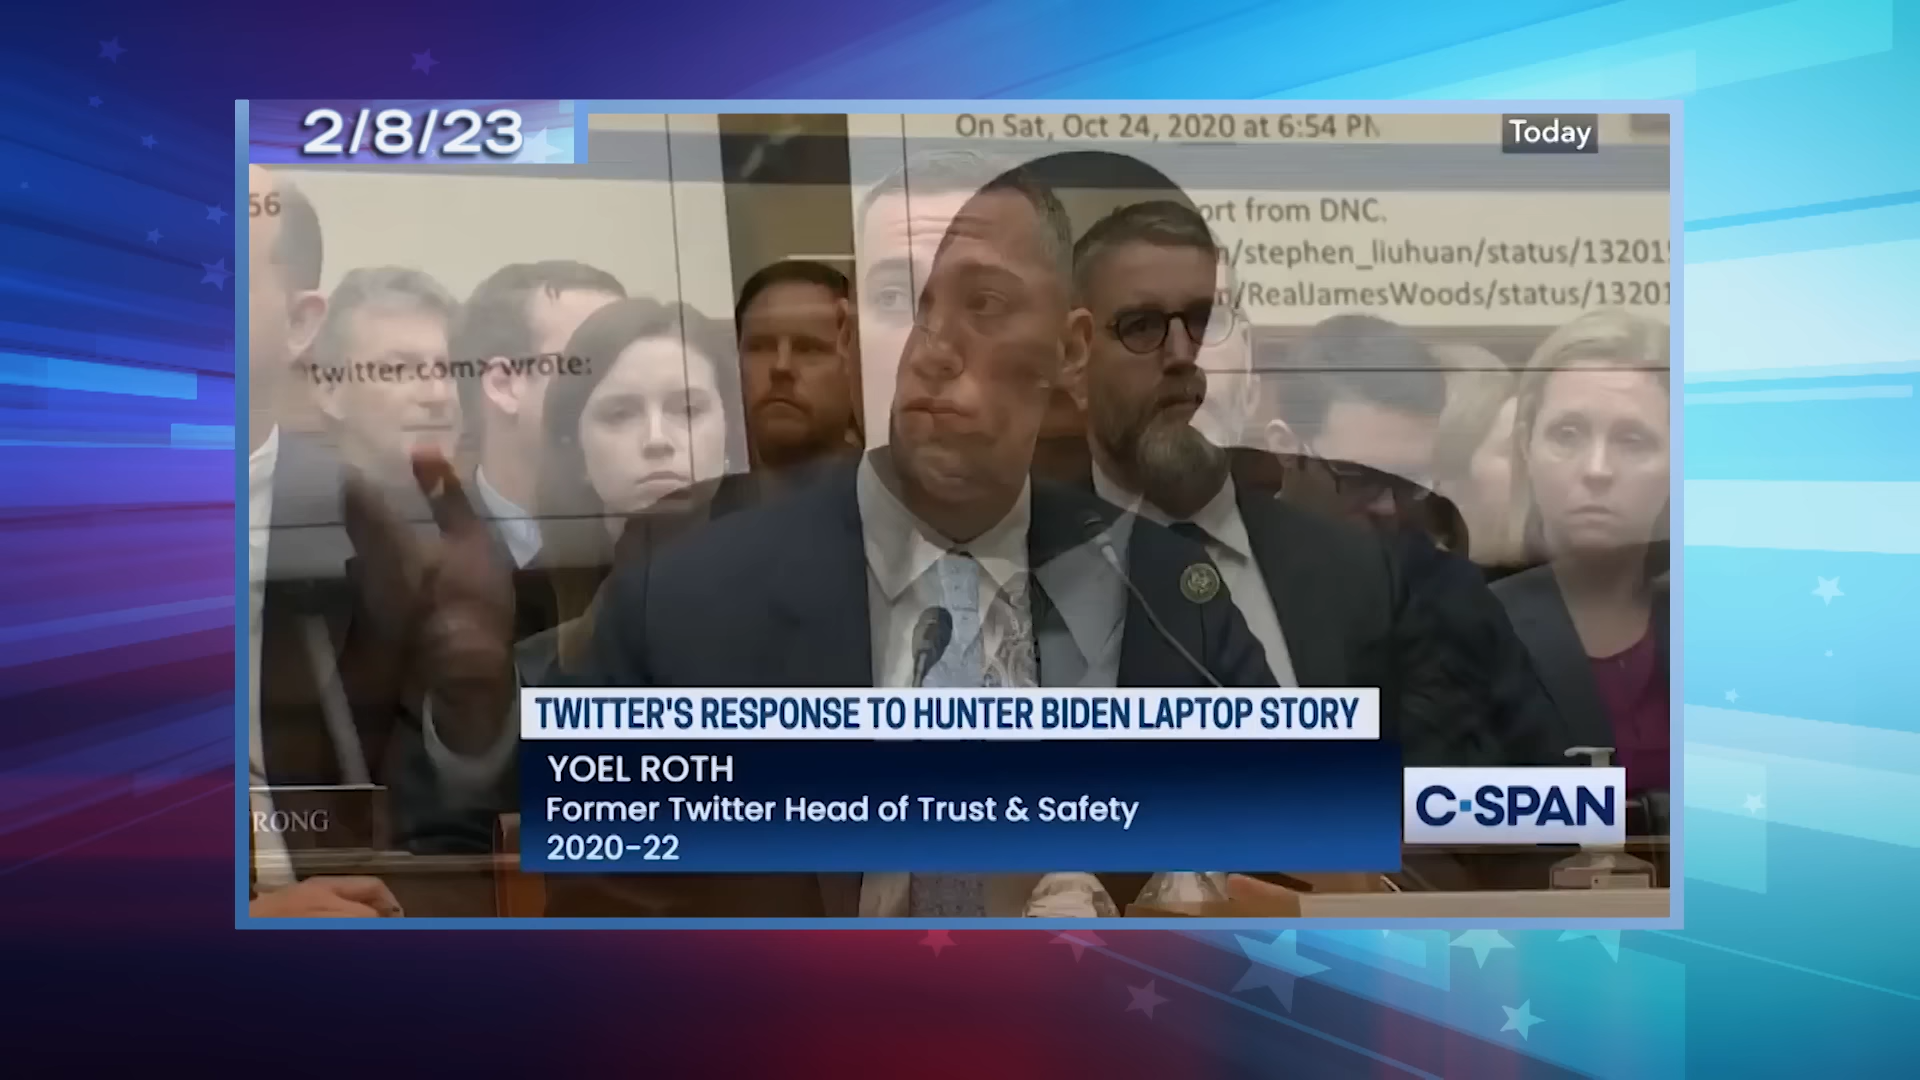 2/8/23
On Sat, Oct 24, 2020 at 6:54
Today
56
ort from DNC.
n/stephen_liuhuan/status/13201
/RealJamesWoods/status/13201
twitter.com> wrote:
TWITTER'S RESPONSE TO HUNTER BIDEN LAPTOP STORY
YOEL ROTH
Former Twitter Head of Trust & Safety
2020-22
C-SPAN
RONG